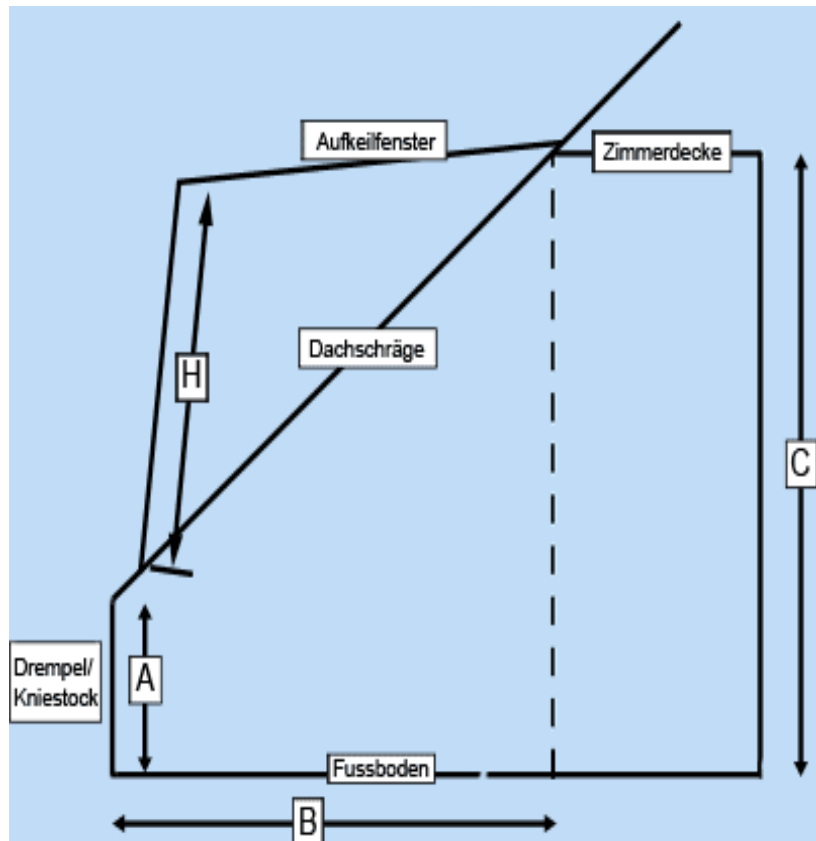 Aufkeilfenster
Zimmerdecke
Dachschräge
H
C
Drempel/
Kniestock
A
Fussboden
B